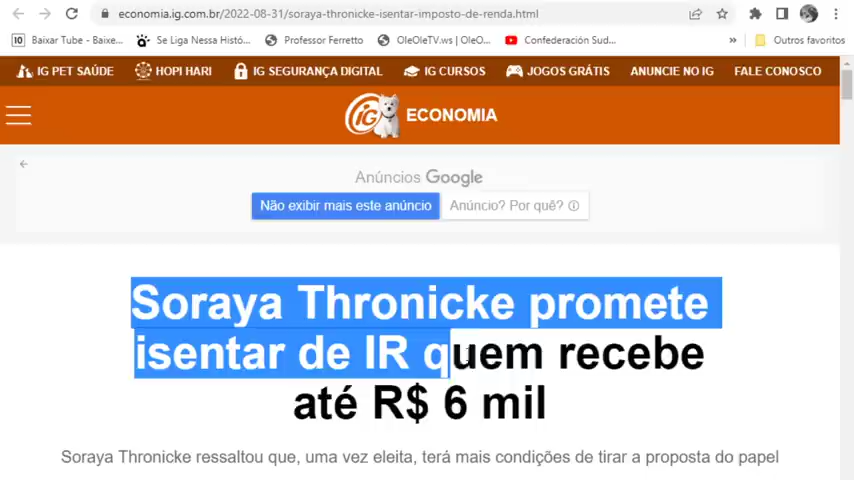 economia.ig.com.br/2022-08-31/soraya-thronicke-isentar-imposto-de-renda.html
Baixar Tube - Baixe... Se Liga Nessa Histó... Professor Ferretto OleOleTV.ws | OleO... Confederación Sud... » Outros favoritos
IG PET SAÚDE HOPI HARI IG SEGURANÇA DIGITAL IG CURSOS JOGOS GRÁTIS ANUNCIE NO IG FALE CONOSCO
iG ECONOMIA
Anúncios Google
Não exibir mais este anúncio Anúncio? Por quê?
Soraya Thronicke promete
isentar de IR quem recebe
até R$ 6 mil
Soraya Thronicke ressaltou que, uma vez eleita, terá mais condições de tirar a proposta do papel